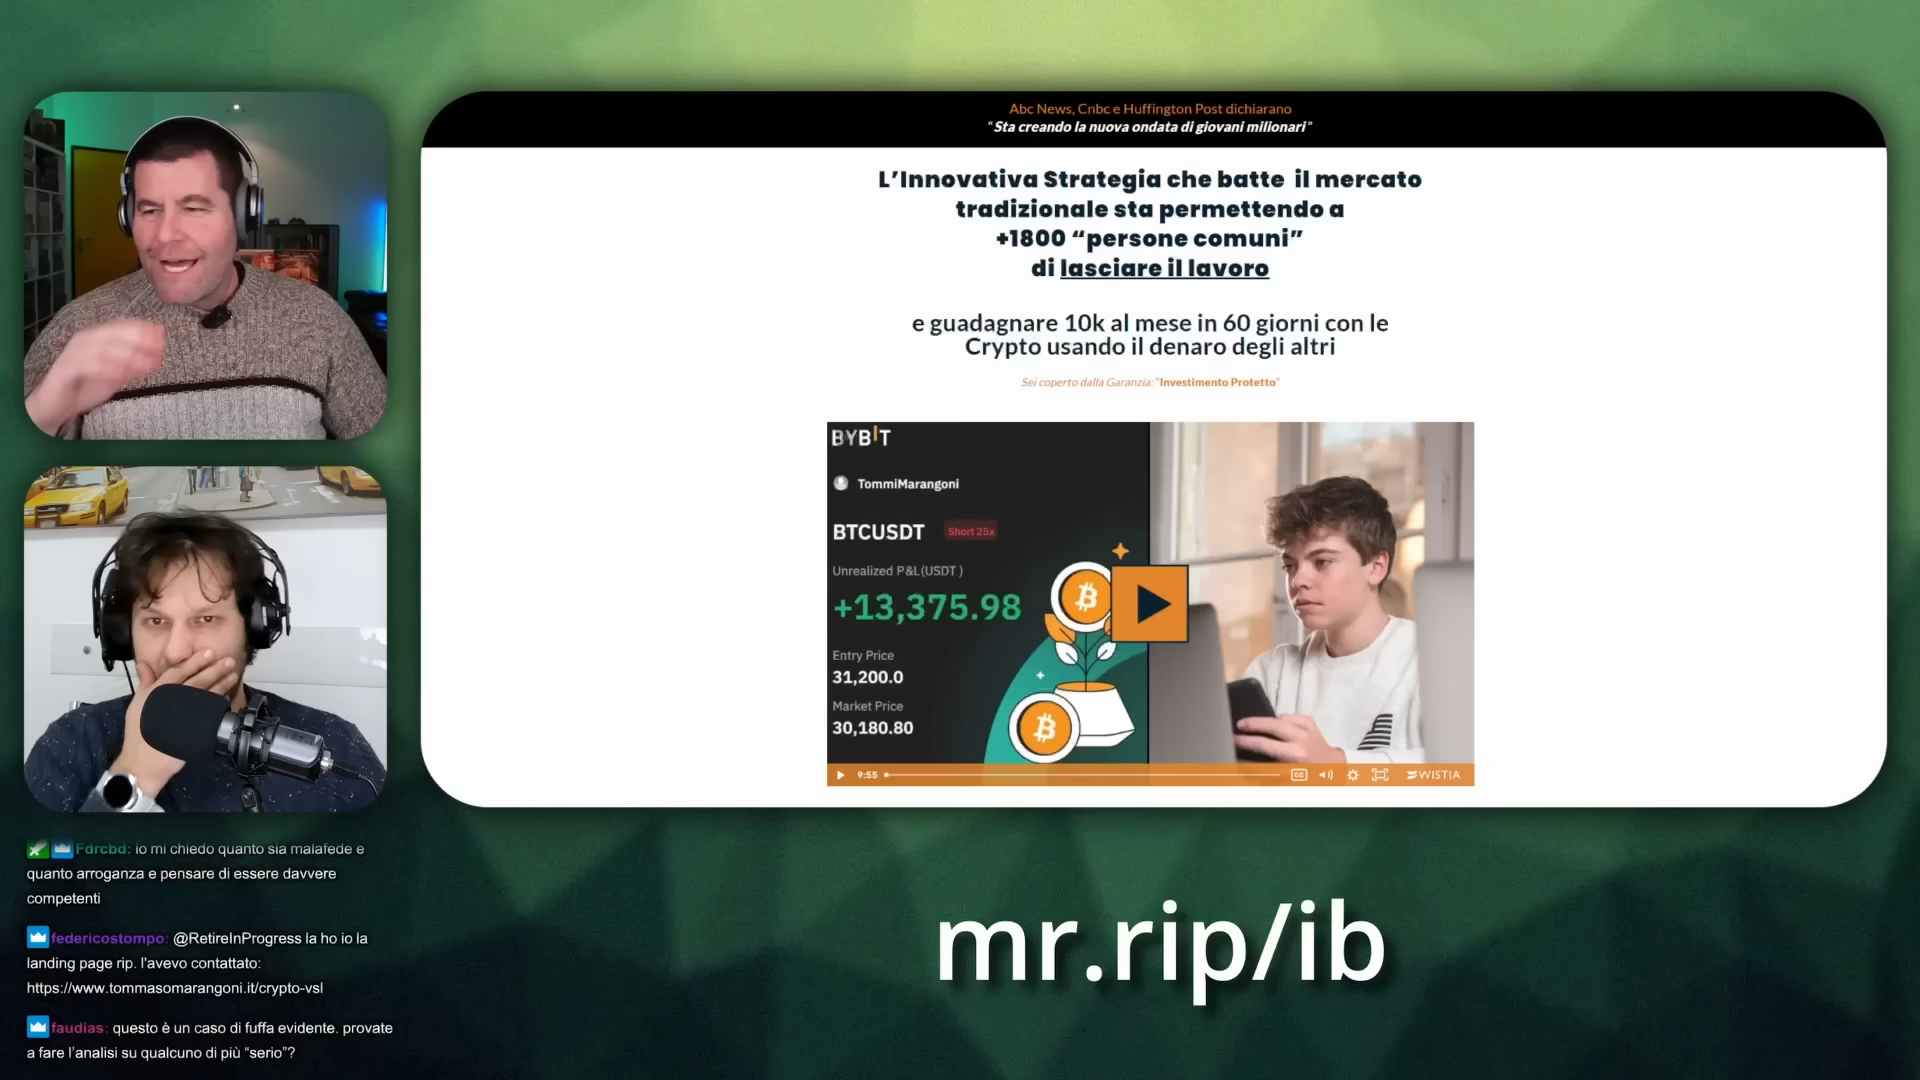 Abc News, Cnbc e Huffington Post dichiarano
"Sta creando la nuova ondata di giovani milionari"
L'Innovativa Strategia che batte il mercato
tradizionale sta permettendo a
+1800 “persone comuni”
di lasciare il lavoro
e guadagnare 10k al mese in 60 giorni con le
Crypto usando il denaro degli altri
Sei coperto dalla Garanzia: "Investimento Protetto"
BYBIT
TommiMarangoni
BTCUSDT Short 25x
Unrealized P&L(USDT )
+13,375.98
Entry Price
31,200.0
Market Price
30,180.80
9:55 CC WISTIA
Fdrcbd: io mi chiedo quanto sia malafede e
quanto arroganza e pensare di essere davvere
competenti
federicostompo: @RetireInProgress la ho io la
landing page rip. l'avevo contattato:
https://www.tommasomarangoni.it/crypto-vsl
faudias: questo è un caso di fuffa evidente. provate
a fare l'analisi su qualcuno di più “serio”?
mr.rip/ib